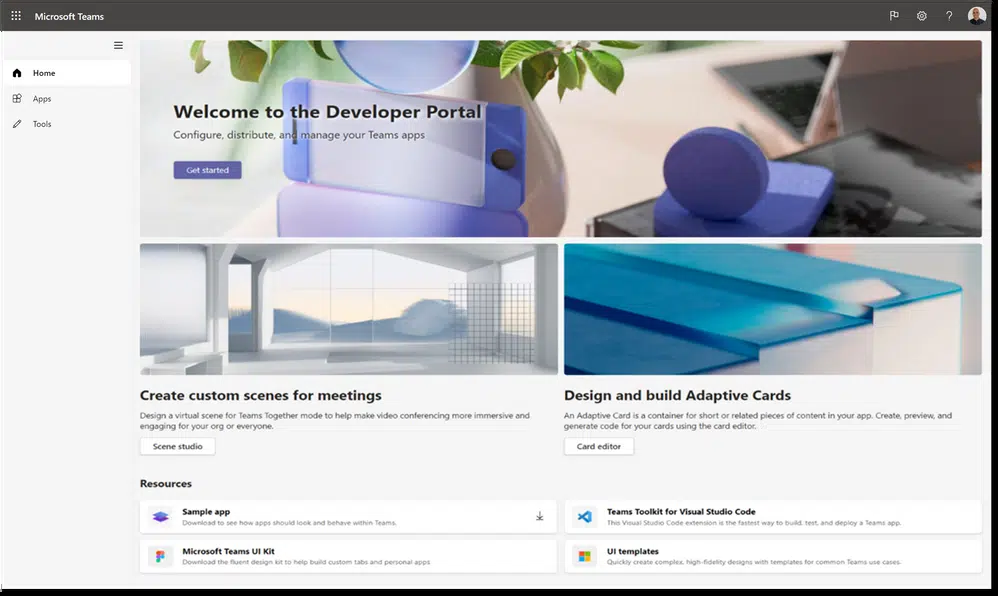 Microsoft Teams
?
Home
Apps
Tools
Welcome to the Developer Portal
Configure, distribute, and manage your Teams apps
Get started
Create custom scenes for meetings
Design a virtual scene for Teams Together mode to help make video conferencing more immersive and
engaging for your org or everyone.
Scene studio
Design and build Adaptive Cards
An Adaptive Card is a container for short or related pieces of content in your app. Create, preview, and
generate code for your cards using the card editor.
Card editor
Resources
Sample app
Download to see how apps should look and behave within Teams.
Teams Toolkit for Visual Studio Code
This Visual Studio Code extension is the fastest way to build, test, and deploy a Teams app.
Microsoft Teams UI Kit
Download the fluent design kit to help build custom tabs and personal apps
UI templates
Quickly create complex, high-fidelity designs with templates for common Teams use cases.